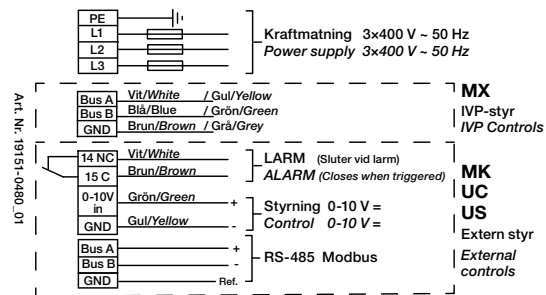 PE
L1
L2
L3
Kraftmatning 3×400 V ~ 50 Hz
Power supply 3×400 V ~ 50 Hz
Art. Nr. 19151-0480_01
Bus A Vit/White / Gul/Yellow
Bus B Blå/Blue / Grön/Green
GND Brun/Brown / Grå/Grey
MX
IVP-styr
IVP Controls
14 NC Vit/White
15 C Brun/Brown
LARM (Sluter vid larm)
ALARM (Closes when triggered)
0-10V
in
Grön/Green +
GND Gul/Yellow -
Styrning 0-10 V =
Control 0-10 V =
Bus A +
Bus B -
GND Ref.
RS-485 Modbus
MK
UC
US
Extern styr
External
controls